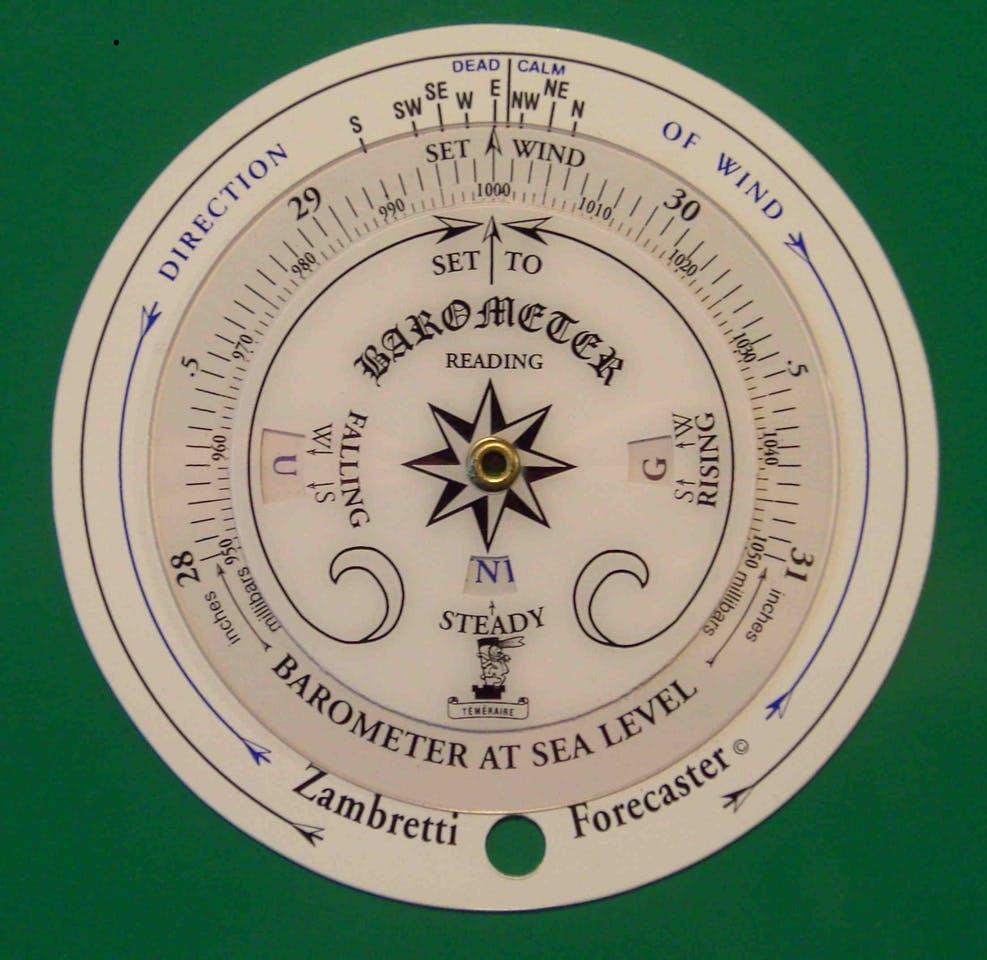 DEAD CALM
S SW SE W E NW NE N
DIRECTION OF WIND
SET WIND
28 .5 29 30 .5 31
950 960 970 980 990 1000 1010 1020 1030 1040 1050
inches millibars
millibars inches
SET TO
BAROMETER
READING
FALLING
S W
U
RISING
S W
G
N
STEADY
TÉMÉRAIRE
BAROMETER AT SEA LEVEL
Zambretti Forecaster ©